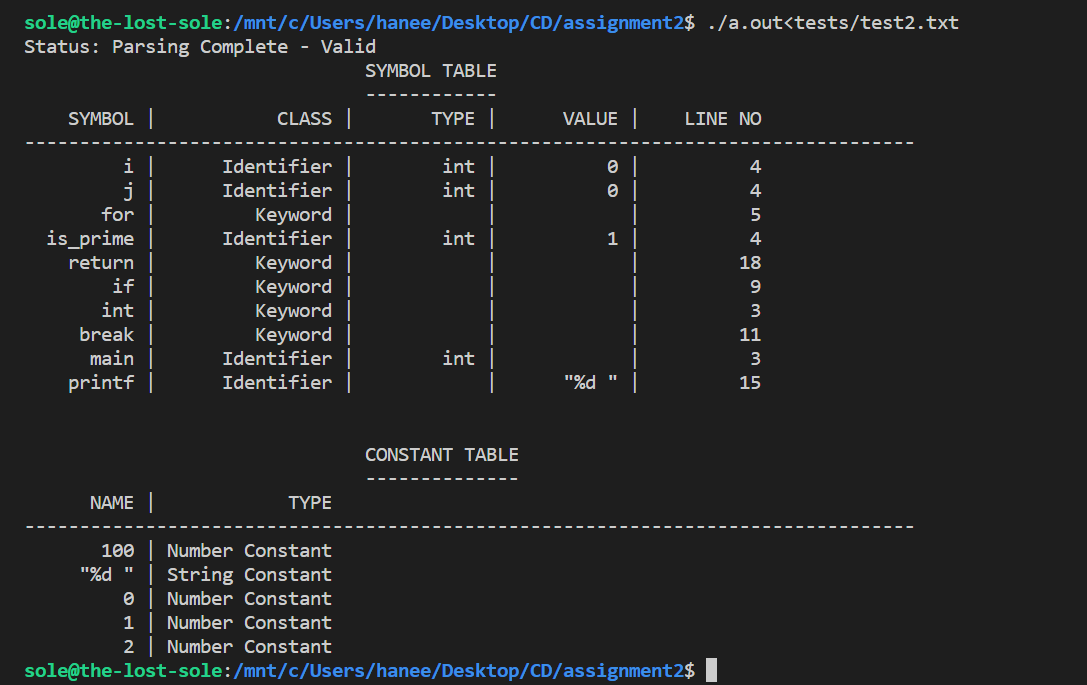 sole@the-lost-sole:/mnt/c/Users/hanee/Desktop/CD/assignment2$ ./a.out<tests/test2.txt
Status: Parsing Complete - Valid
SYMBOL TABLE
------------
SYMBOL | CLASS | TYPE | VALUE | LINE NO
---------------------------------------------------------------------------------
i | Identifier | int | 0 | 4
j | Identifier | int | 0 | 4
for | Keyword | | | 5
is_prime | Identifier | int | 1 | 4
return | Keyword | | | 18
if | Keyword | | | 9
int | Keyword | | | 3
break | Keyword | | | 11
main | Identifier | int | | 3
printf | Identifier | | "%d " | 15
CONSTANT TABLE
--------------
NAME | TYPE
---------------------------------------------------------------------------------
100 | Number Constant
"%d " | String Constant
0 | Number Constant
1 | Number Constant
2 | Number Constant
sole@the-lost-sole:/mnt/c/Users/hanee/Desktop/CD/assignment2$